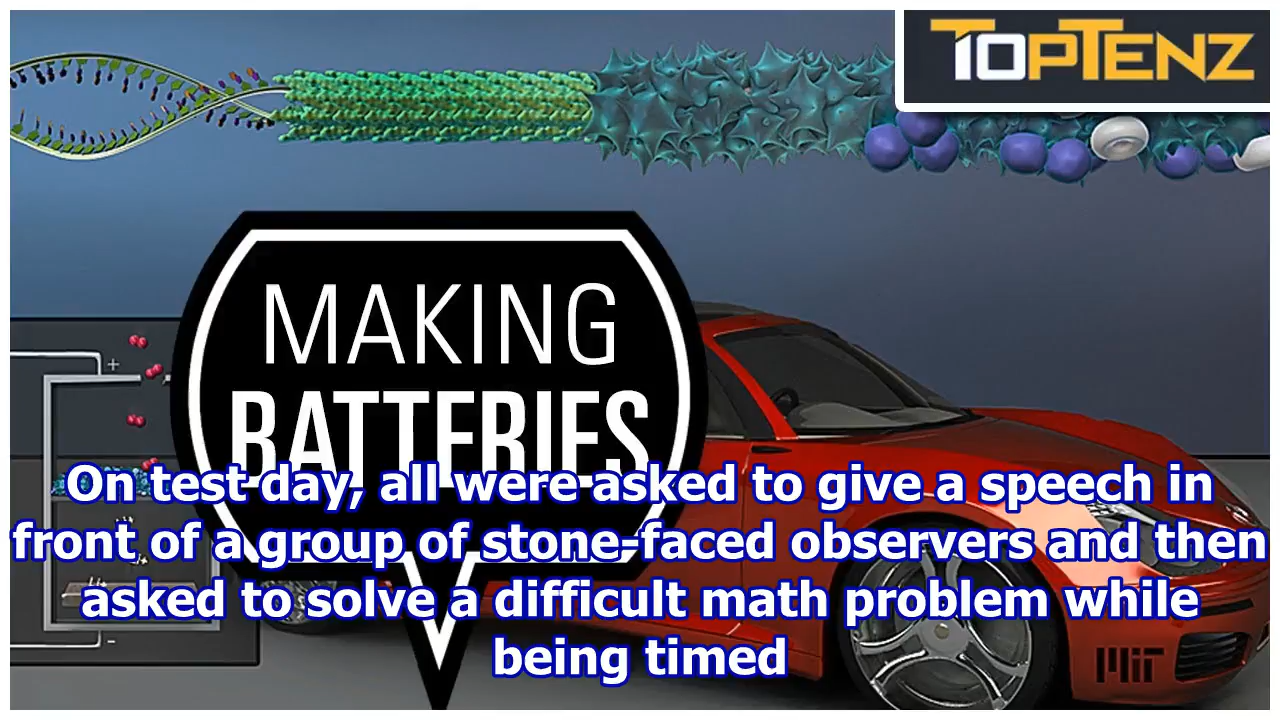 TOPTENZ
MAKING
BATTERIES
+
On test day, all were asked to give a speech in
front of a group of stone-faced observers and then
asked to solve a difficult math problem while
being timed
-
MIT